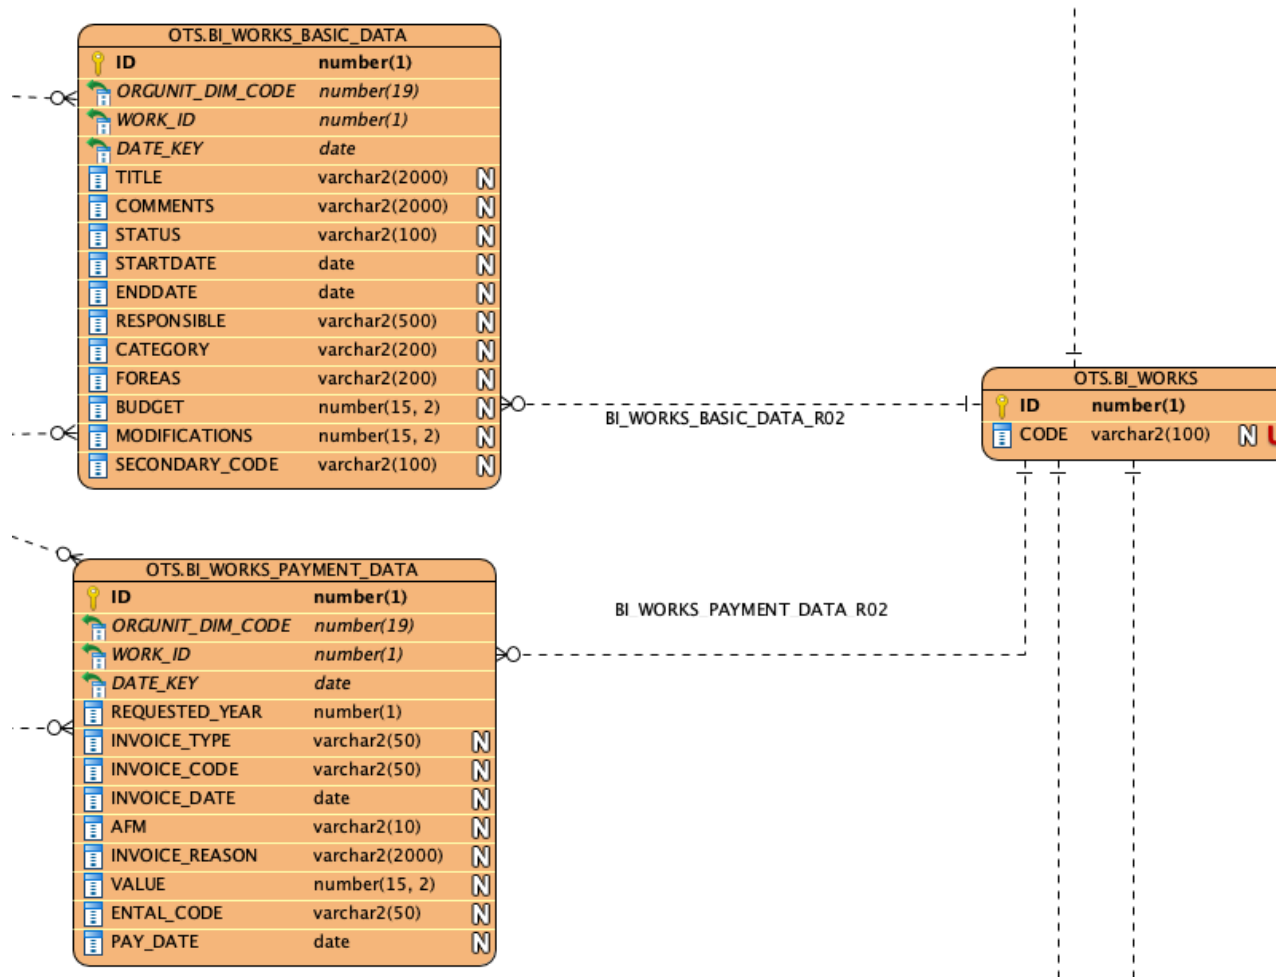 OTS.BI_WORKS_BASIC_DATA
ID number(1)
ORGUNIT_DIM_CODE number(19)
WORK_ID number(1)
DATE_KEY date
TITLE varchar2(2000) N
COMMENTS varchar2(2000) N
STATUS varchar2(100) N
STARTDATE date N
ENDDATE date N
RESPONSIBLE varchar2(500) N
CATEGORY varchar2(200) N
FOREAS varchar2(200) N
BUDGET number(15, 2) N
MODIFICATIONS number(15, 2) N
SECONDARY_CODE varchar2(100) N
BI_WORKS_BASIC_DATA_R02
OTS.BI_WORKS
ID number(1)
CODE varchar2(100) N
OTS.BI_WORKS_PAYMENT_DATA
ID number(1)
ORGUNIT_DIM_CODE number(19)
WORK_ID number(1)
DATE_KEY date
REQUESTED_YEAR number(1)
INVOICE_TYPE varchar2(50) N
INVOICE_CODE varchar2(50) N
INVOICE_DATE date N
AFM varchar2(10) N
INVOICE_REASON varchar2(2000) N
VALUE number(15, 2) N
ENTAL_CODE varchar2(50) N
PAY_DATE date N
BI_WORKS_PAYMENT_DATA_R02